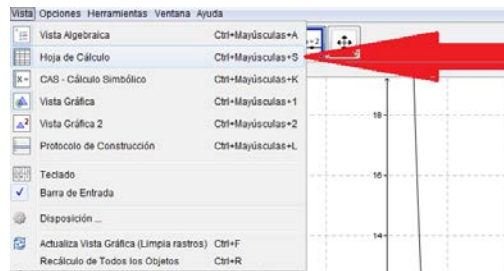 Vista Opciones Herramientas Ventana Ayuda
Vista Algebraica Ctrl+Mayúsculas+A
Hoja de Cálculo Ctrl+Mayúsculas+S
CAS - Cálculo Simbólico Ctrl+Mayúsculas+K
Vista Gráfica Ctrl+Mayúsculas+1
Vista Gráfica 2 Ctrl+Mayúsculas+2
Protocolo de Construcción Ctrl+Mayúsculas+L
Teclado
Barra de Entrada
Disposición ...
Actualiza Vista Gráfica (Limpia rastros) Ctrl+F
Recálculo de Todos los Objetos Ctrl+R
18
16
14